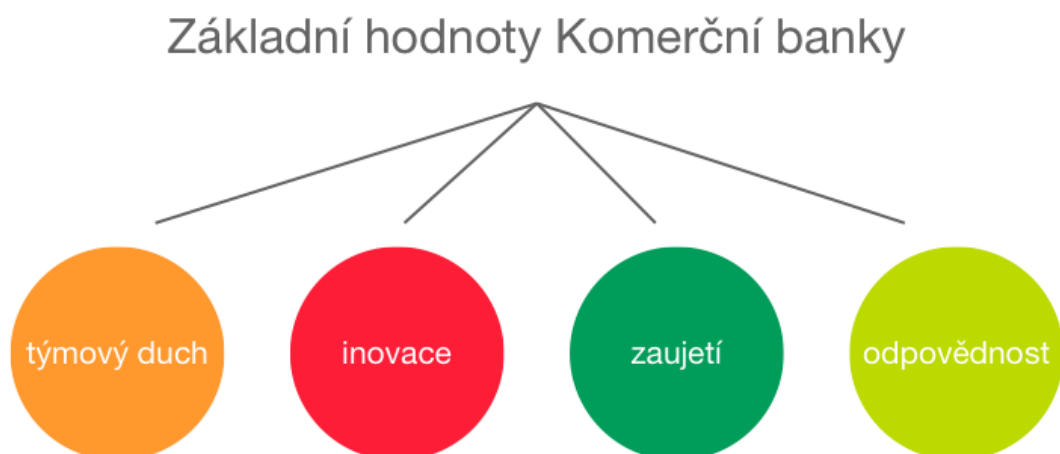 Základní hodnoty Komerční banky
týmový duch
inovace
zaujetí
odpovědnost